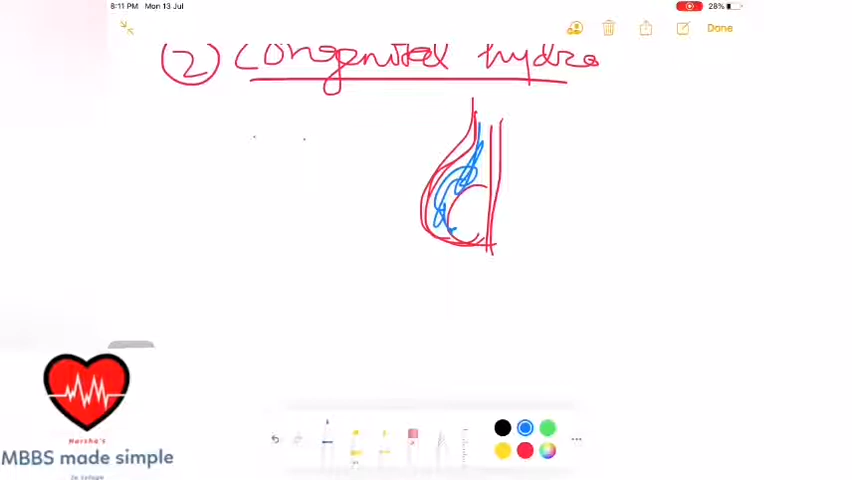 8:11 PM Mon 13 Jul
28%
Done
2 Congenital hydro
Harsha's
MBBS made simple